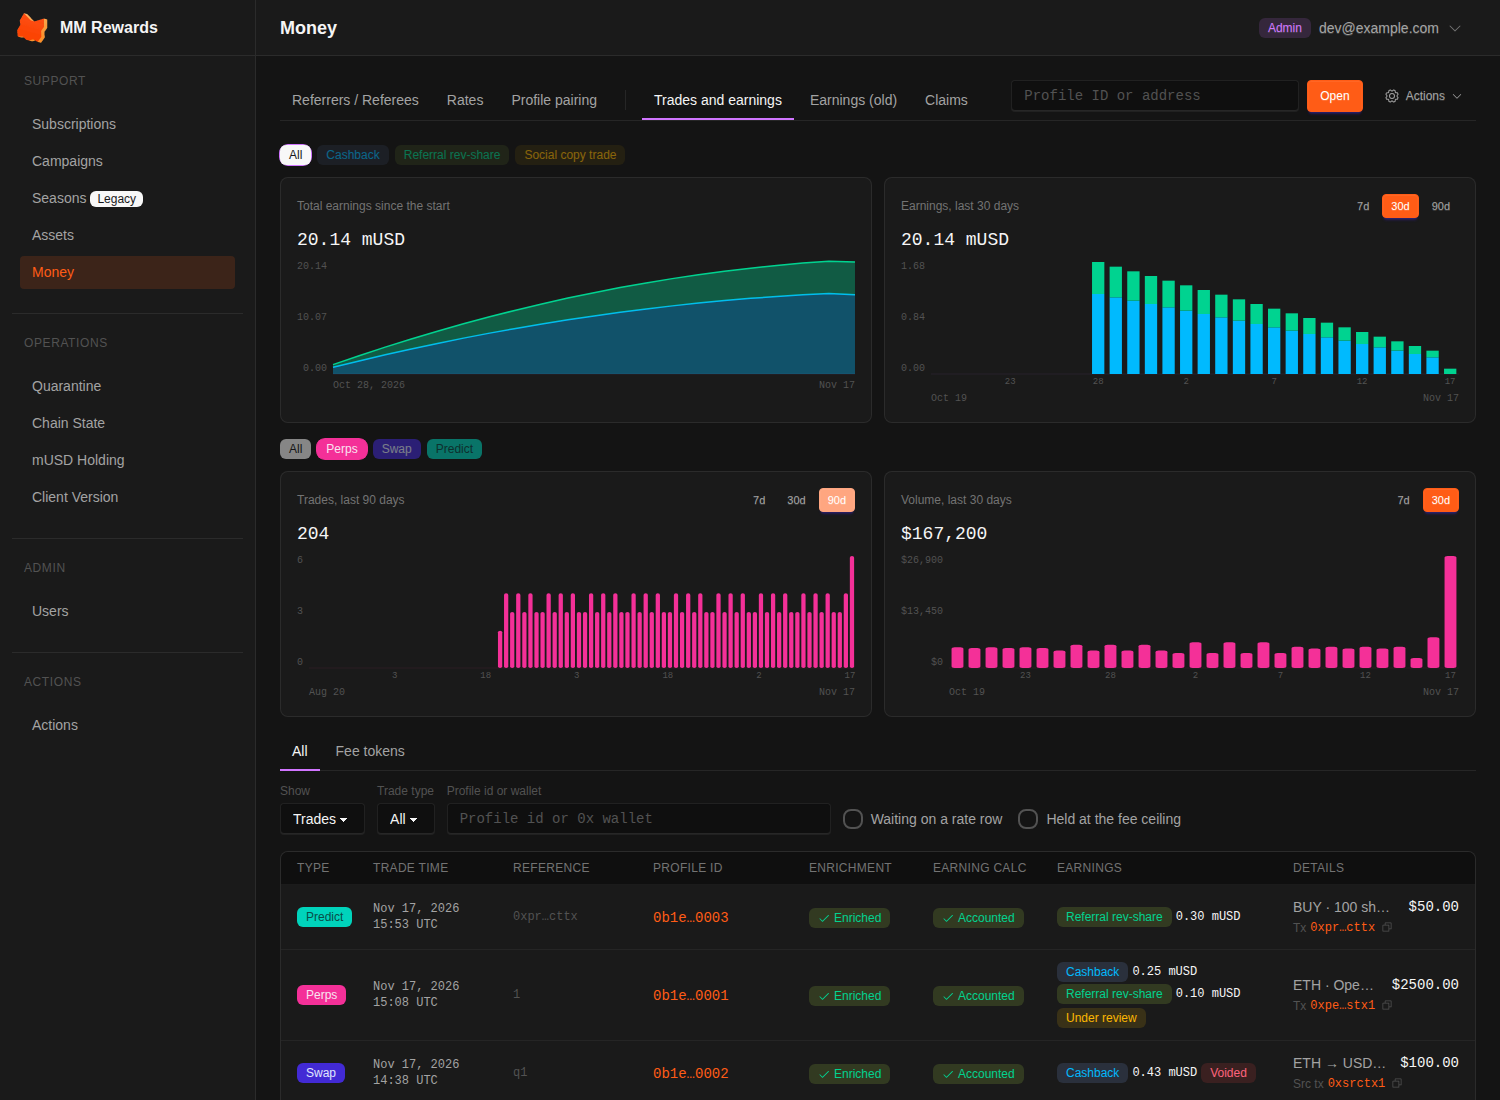 MM Rewards
Money
Admin
dev@example.com
SUPPORT
Subscriptions
Campaigns
Seasons Legacy
Assets
Money
OPERATIONS
Quarantine
Chain State
mUSD Holding
Client Version
ADMIN
Users
ACTIONS
Actions
Referrers / Referees Rates Profile pairing Trades and earnings Earnings (old) Claims
Profile ID or address
Open
Actions
All Cashback Referral rev-share Social copy trade
Total earnings since the start
20.14 mUSD
20.14
10.07
0.00
Oct 28, 2026 Nov 17
Earnings, last 30 days
7d 30d 90d
20.14 mUSD
1.68
0.84
0.00
23 28 2 7 12 17
Oct 19 Nov 17
All Perps Swap Predict
Trades, last 90 days
7d 30d 90d
204
6
3
0
3 18 3 18 2 17
Aug 20 Nov 17
Volume, last 30 days
7d 30d
$167,200
$26,900
$13,450
$0
23 28 2 7 12 17
Oct 19 Nov 17
All Fee tokens
Show Trade type Profile id or wallet
Trades All Profile id or 0x wallet Waiting on a rate row Held at the fee ceiling
TYPE TRADE TIME REFERENCE PROFILE ID ENRICHMENT EARNING CALC EARNINGS DETAILS
Predict Nov 17, 2026 15:53 UTC 0xpr…cttx 0b1e…0003 Enriched Accounted Referral rev-share 0.30 mUSD BUY · 100 sh… $50.00
Tx 0xpr…cttx
Perps Nov 17, 2026 15:08 UTC 1 0b1e…0001 Enriched Accounted Cashback 0.25 mUSD
Referral rev-share 0.10 mUSD
Under review
ETH · Ope… $2500.00
Tx 0xpe…stx1
Swap Nov 17, 2026 14:38 UTC q1 0b1e…0002 Enriched Accounted Cashback 0.43 mUSD Voided ETH → USD… $100.00
Src tx 0xsrctx1